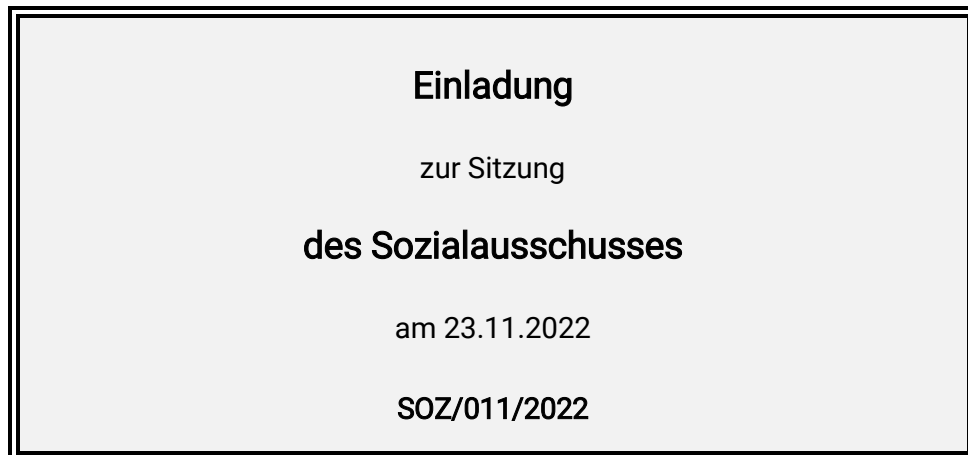 Einladung
zur Sitzung
des Sozialausschusses
am 23.11.2022
SOZ/011/2022